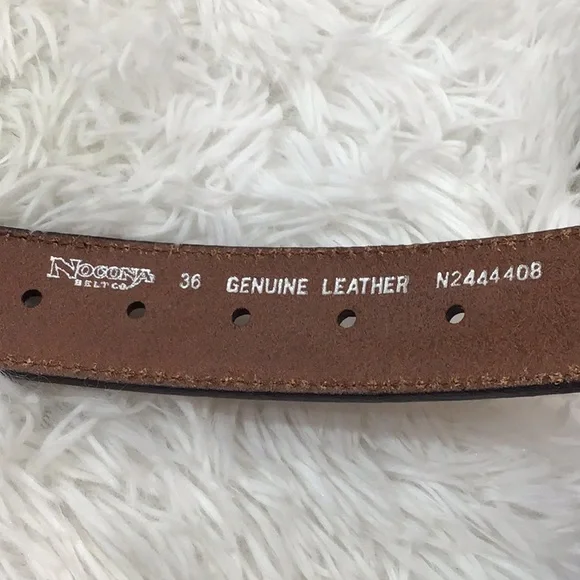 NOCONA 36 GENUINE LEATHER N2444408
BELT CO.